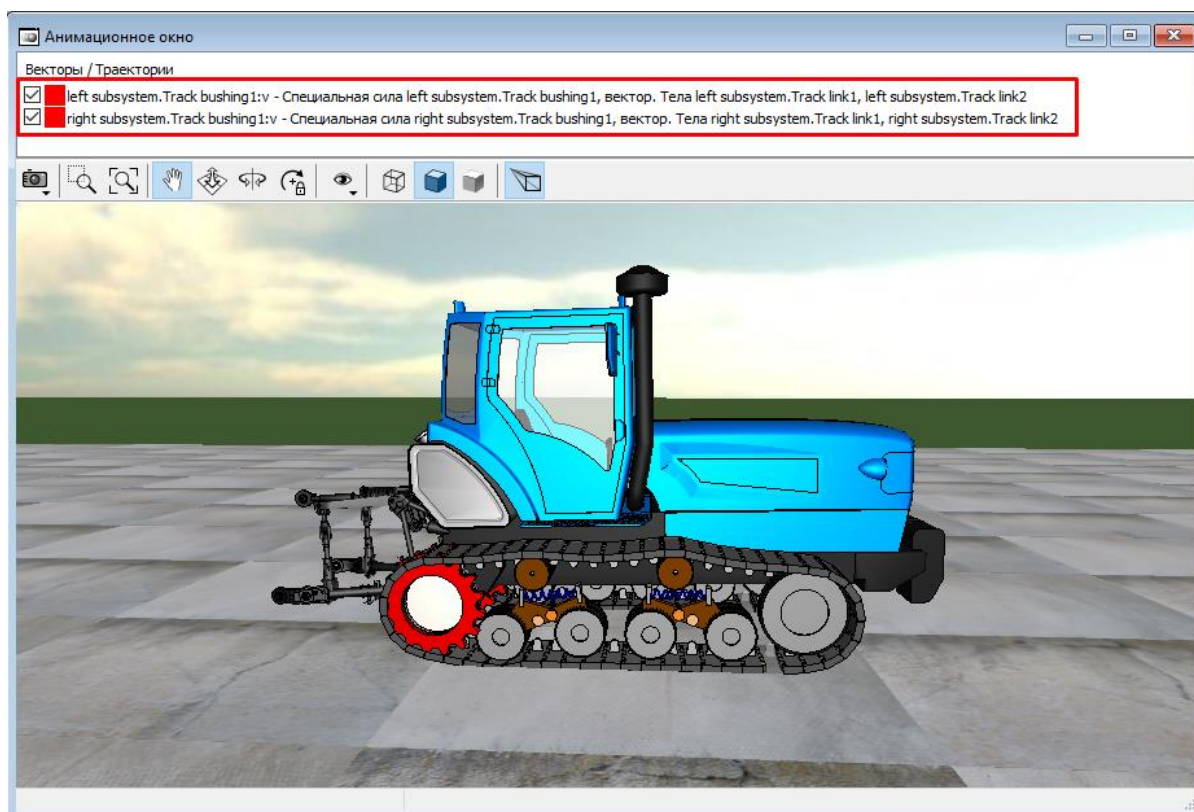 Анимационное окно
Векторы / Траектории
left subsystem.Track bushing1:v - Специальная сила left subsystem.Track bushing1, вектор. Тела left subsystem.Track link1, left subsystem.Track link2
right subsystem.Track bushing1:v - Специальная сила right subsystem.Track bushing1, вектор. Тела right subsystem.Track link1, right subsystem.Track link2